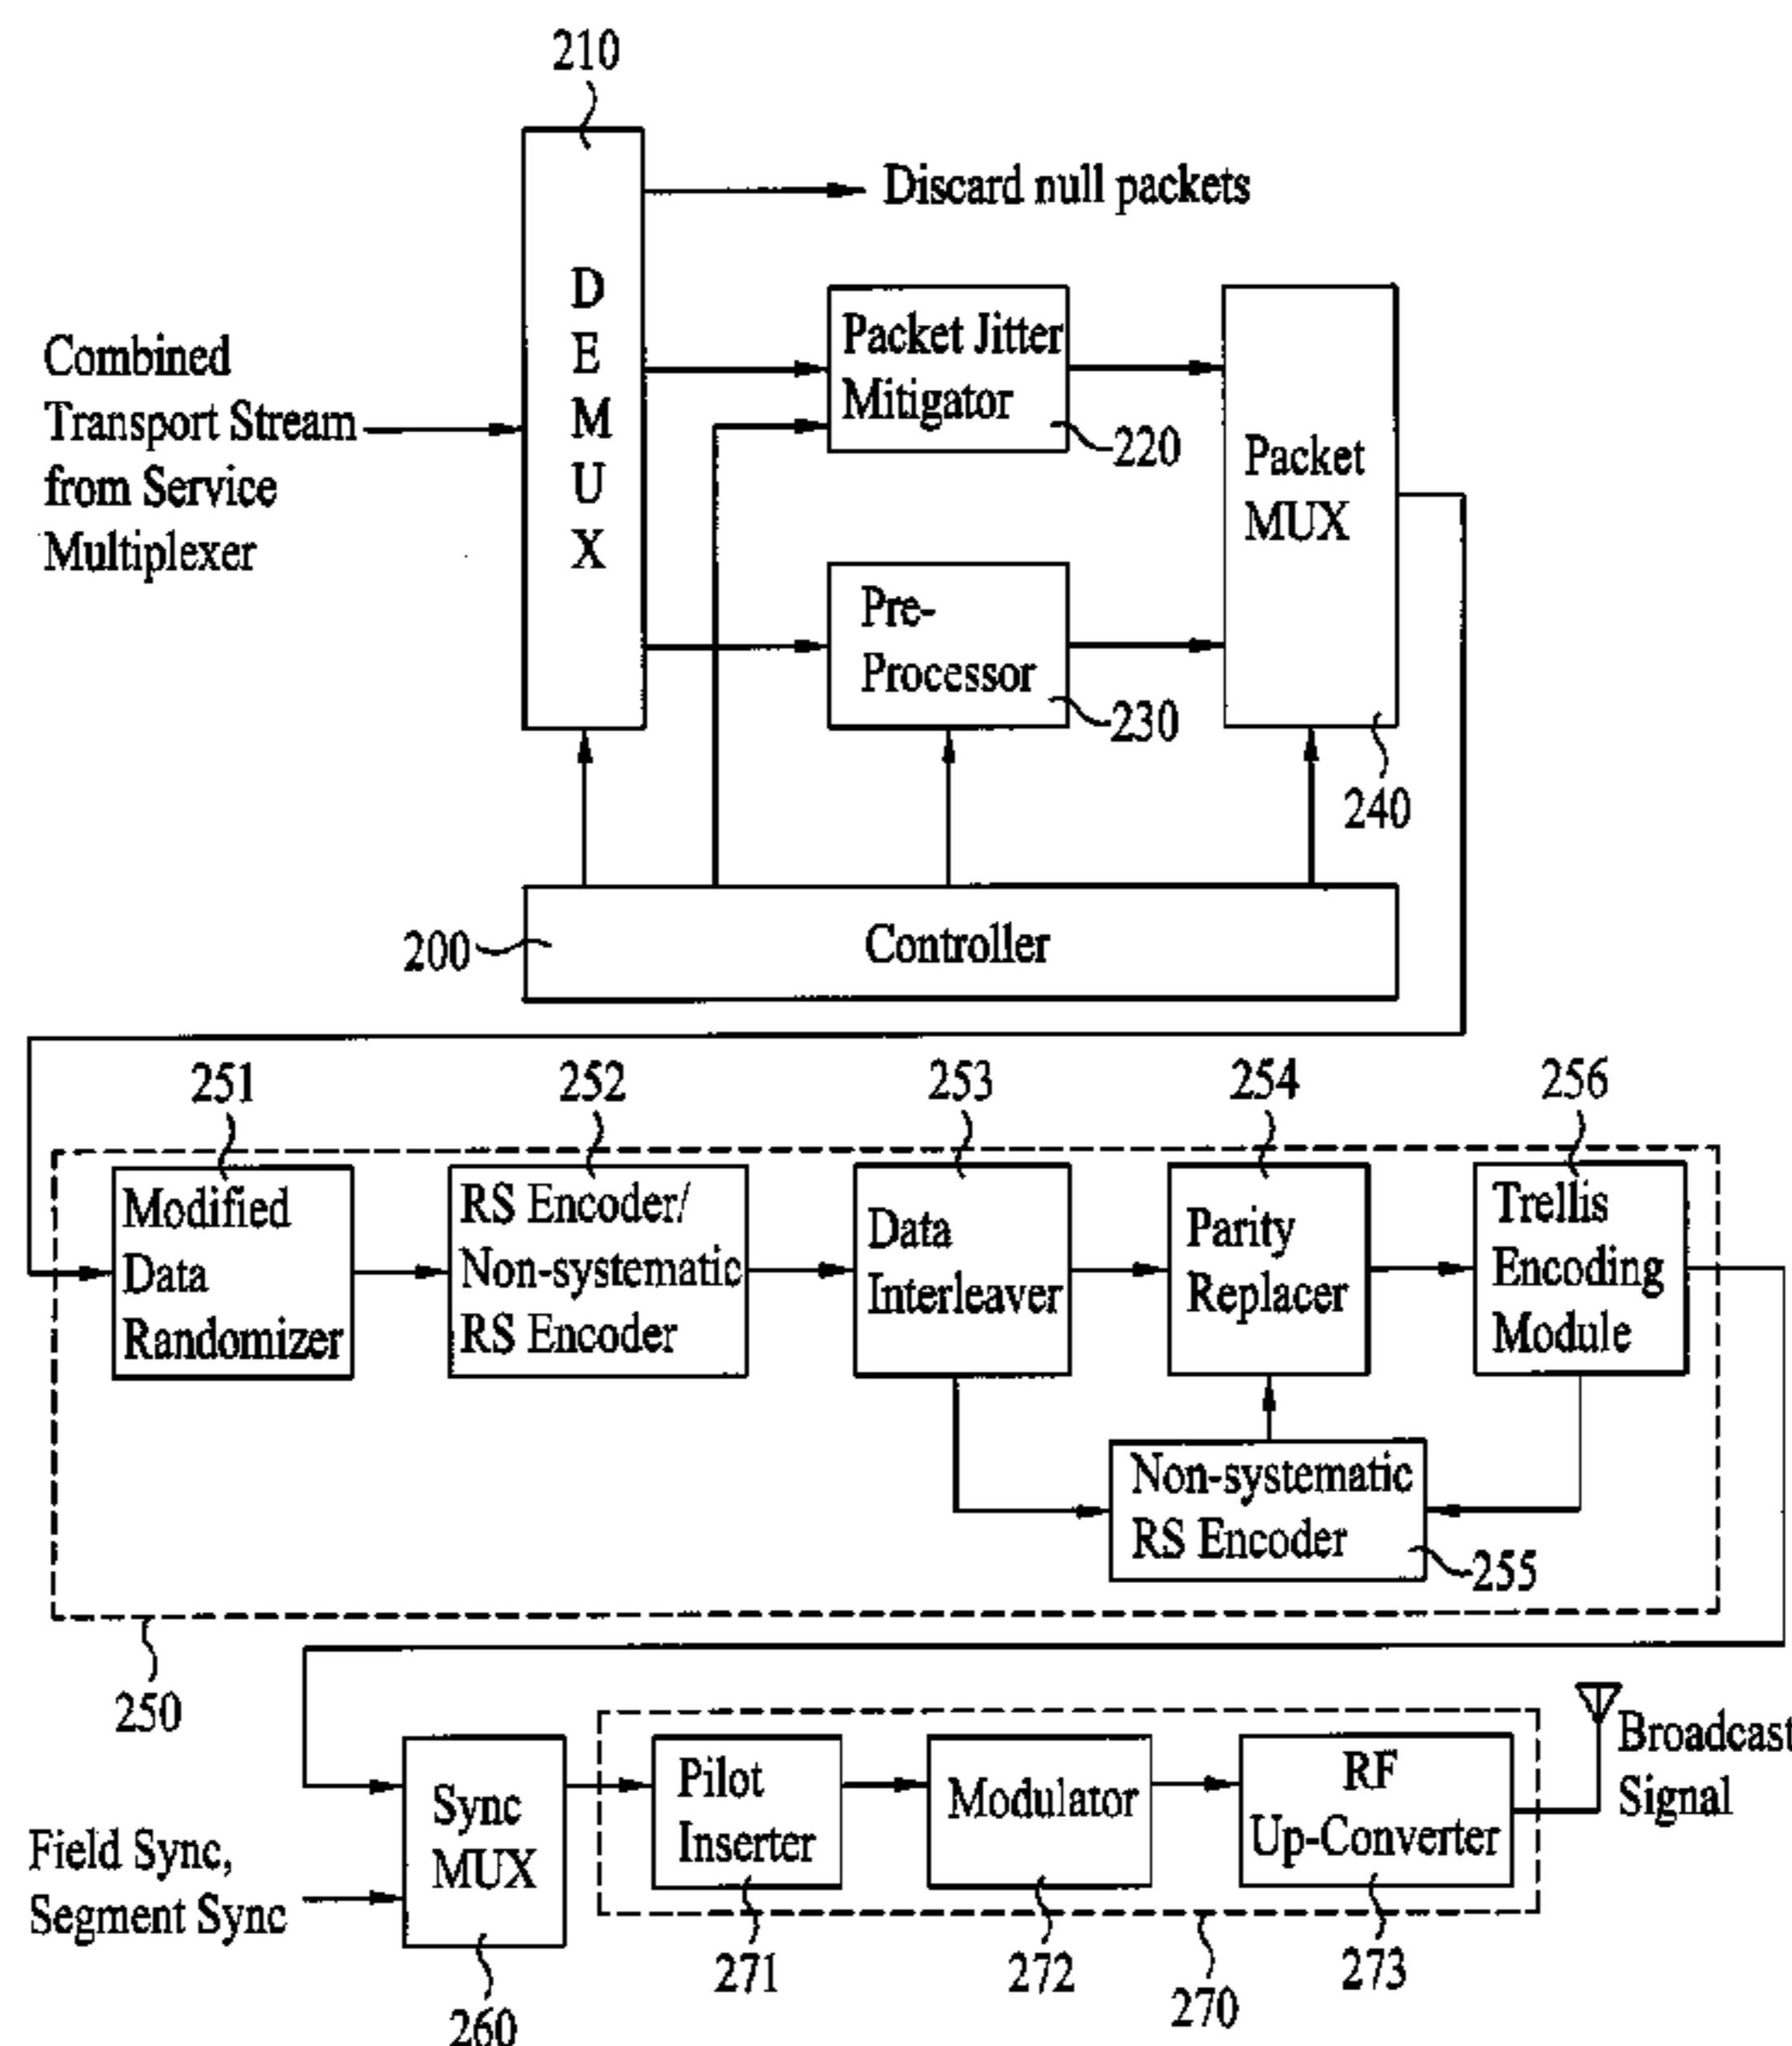 210
Discard null packets
D
E
M
U
X
Combined
Transport Stream
from Service
Multiplexer
Packet Jitter
Mitigator
220
Packet
MUX
Pre-
Processor
230
240
200
Controller
251
252
253
254
256
Modified
Data
Randomizer
RS Encoder/
Non-systematic
RS Encoder
Data
Interleaver
Parity
Replacer
Trellis
Encoding
Module
Non-systematic
RS Encoder
255
250
Broadcast
Signal
Sync
MUX
Pilot
Inserter
Modulator
RF
Up-Converter
Field Sync,
Segment Sync
271
272
273
270
260